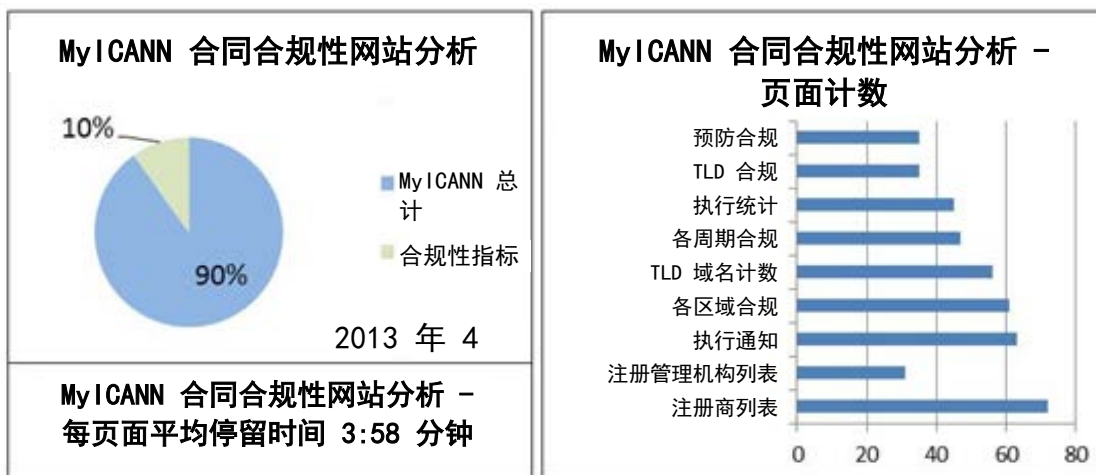 MyICANN 合同合规性网站分析
10%
90%
MyICANN 总
计
合规性指标
2013 年 4
MyICANN 合同合规性网站分析 –
每页面平均停留时间 3:58 分钟
MyICANN 合同合规性网站分析 –
页面计数
预防合规
TLD 合规
执行统计
各周期合规
TLD 域名计数
各区域合规
执行通知
注册管理机构列表
注册商列表
0 20 40 60 80